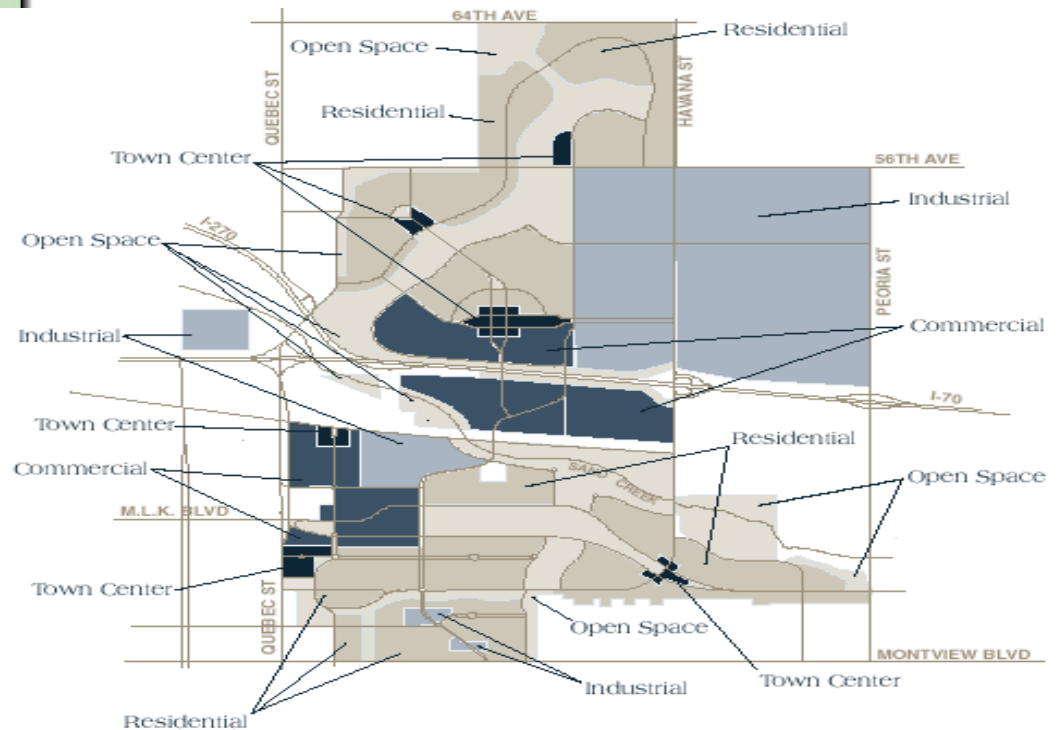 64TH AVE
Open Space
Residential
QUEBEC ST
HAVANA ST
Residential
Town Center
56TH AVE
Industrial
I-270
Open Space
PEORIA ST
Industrial
Commercial
I-70
Town Center
Residential
Commercial
SAND CREEK
Open Space
M.L.K. BLVD
Town Center
QUEBEC ST
Open Space
MONTVIEW BLVD
Town Center
Industrial
Residential